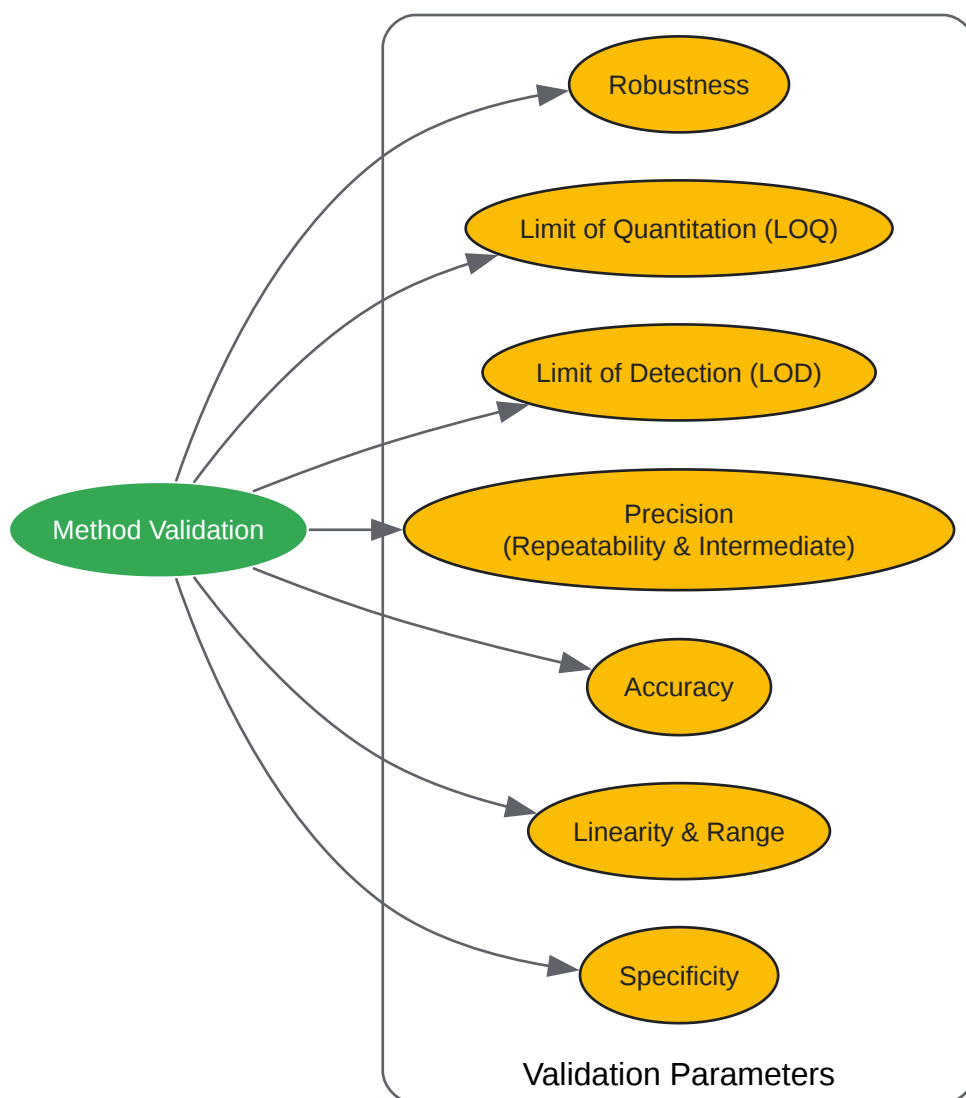 Robustness
Limit of Quantitation (LOQ)
Limit of Detection (LOD)
Method Validation
Precision
(Repeatability & Intermediate)
Accuracy
Linearity & Range
Specificity
Validation Parameters